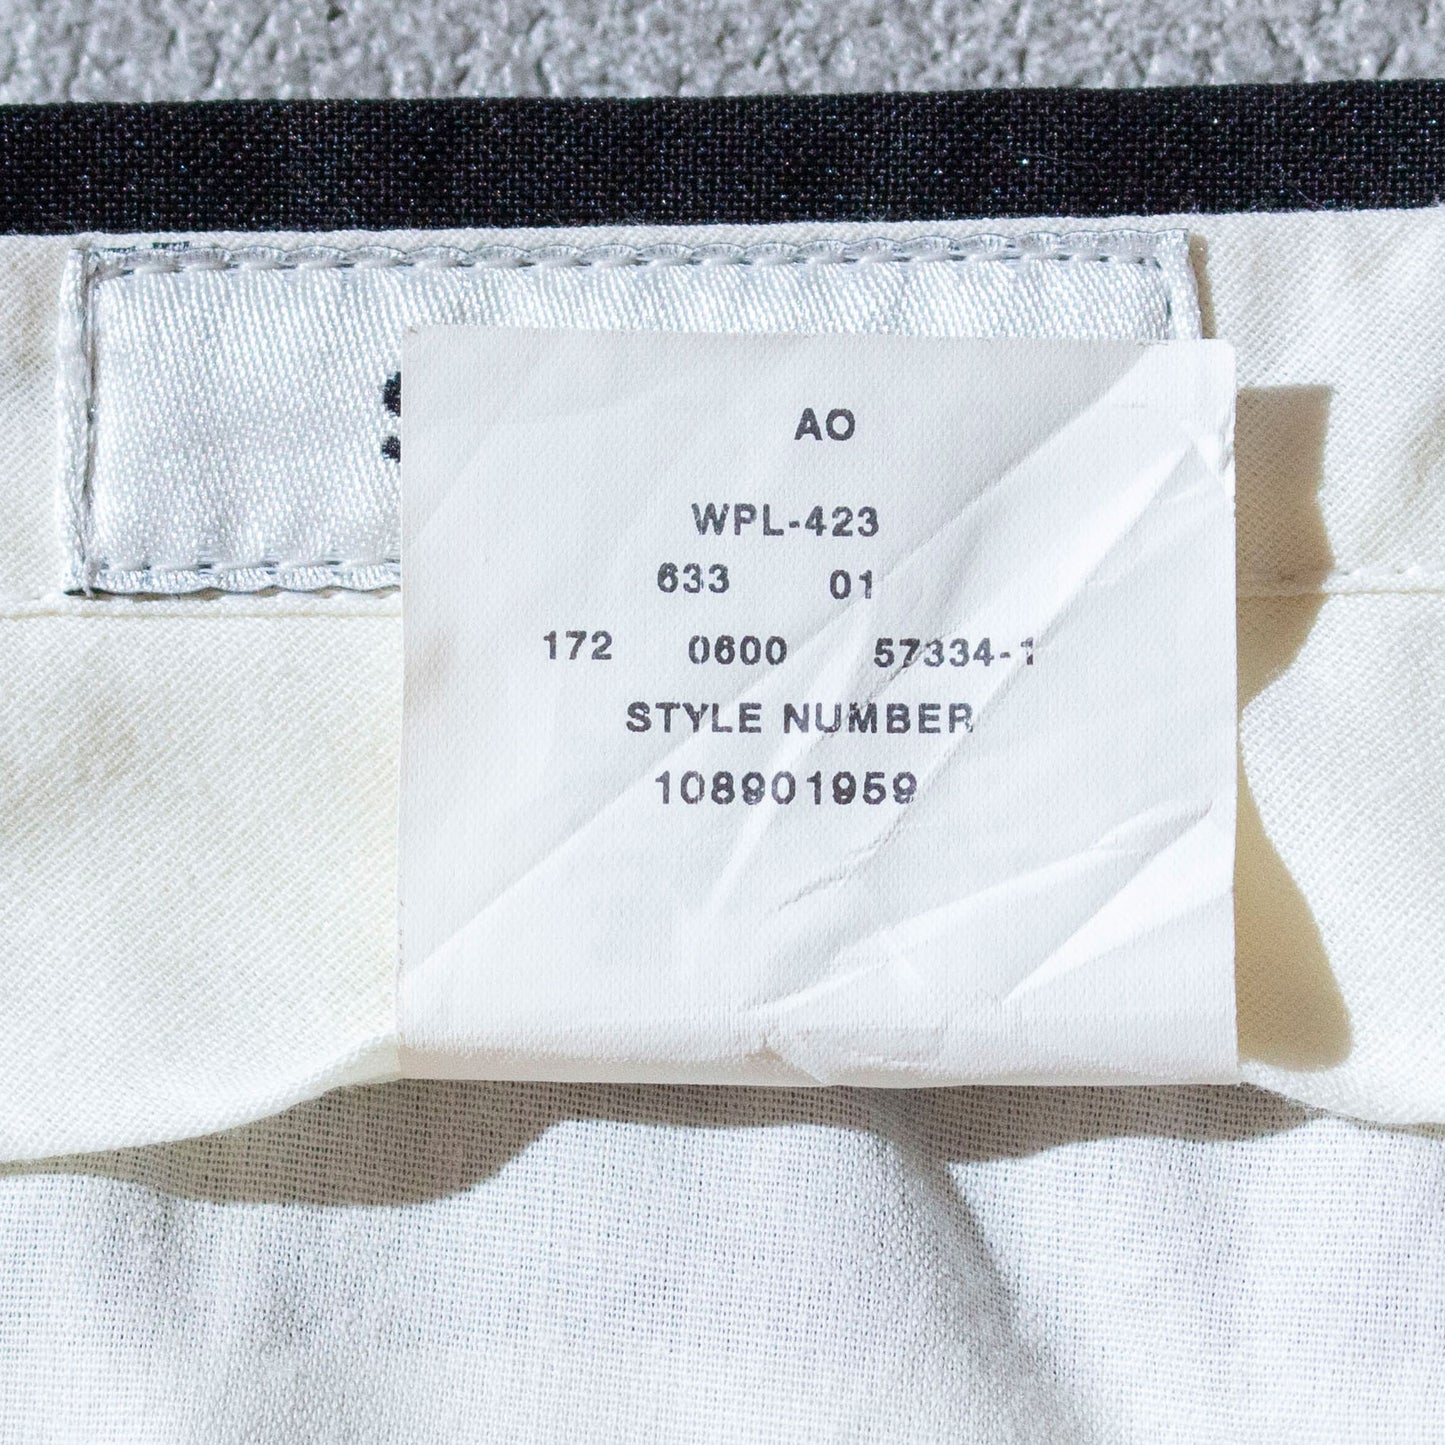 AO
WPL-423
633 01
172 0600 57334-1
STYLE NUMBER
108901959